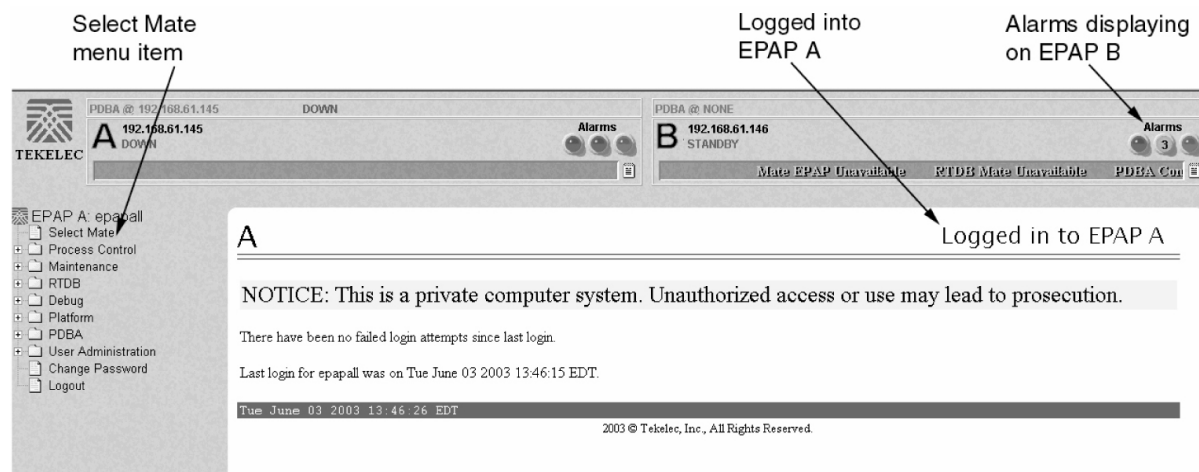 Select Mate
menu item
Logged into
EPAP A
Alarms displaying
on EPAP B
TEKELEC
PDBA @ 192.168.61.145 DOWN
A 192.168.61.145
DOWN
Alarms
PDBA @ NONE
B 192.168.61.146
STANDBY
Alarms
3
Mate EPAP Unavailable RTDB Mate Unavailable PDBA Con
EPAP A: epapall
Select Mate
Process Control
Maintenance
RTDB
Debug
Platform
PDBA
User Administration
Change Password
Logout
A Logged in to EPAP A
NOTICE: This is a private computer system. Unauthorized access or use may lead to prosecution.
There have been no failed login attempts since last login.
Last login for epapall was on Tue June 03 2003 13:46:15 EDT.
Tue June 03 2003 13:46:26 EDT
2003 © Tekelec, Inc., All Rights Reserved.